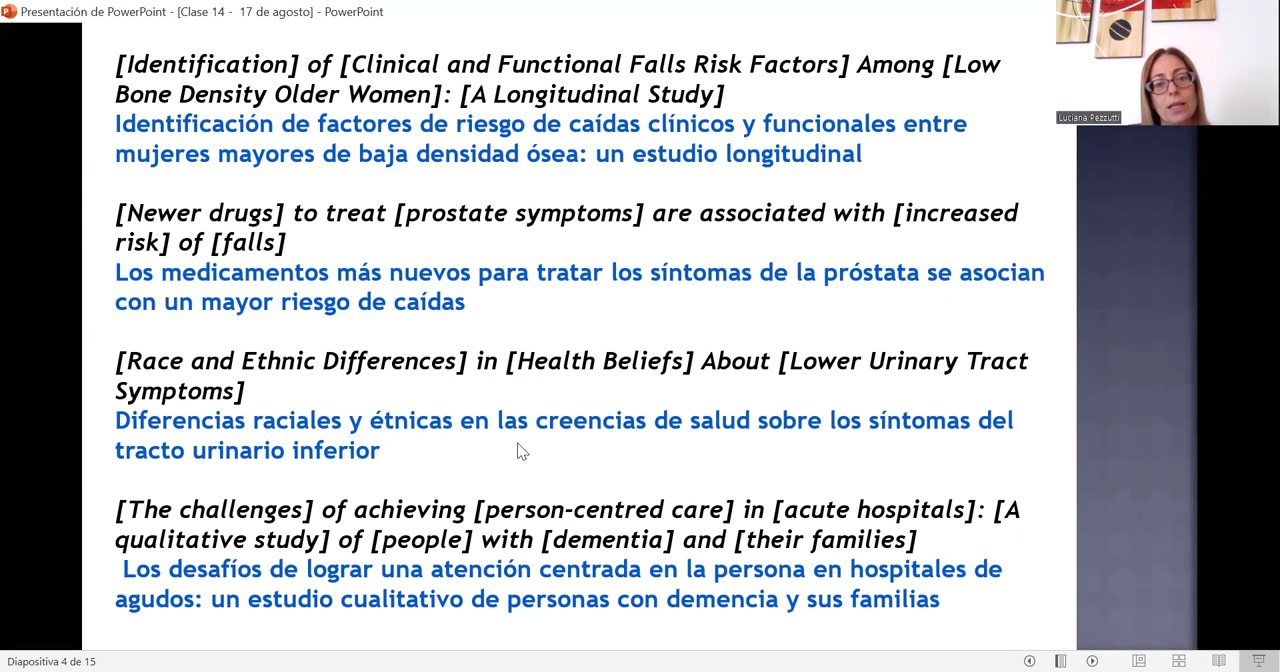 Presentación de PowerPoint - [Clase 14 -  17 de agosto] - PowerPoint
[Identification] of [Clinical and Functional Falls Risk Factors] Among [Low
Bone Density Older Women]: [A Longitudinal Study]
Identificación de factores de riesgo de caídas clínicos y funcionales entre
mujeres mayores de baja densidad ósea: un estudio longitudinal
[Newer drugs] to treat [prostate symptoms] are associated with [increased
risk] of [falls]
Los medicamentos más nuevos para tratar los síntomas de la próstata se asocian
con un mayor riesgo de caídas
[Race and Ethnic Differences] in [Health Beliefs] About [Lower Urinary Tract
Symptoms]
Diferencias raciales y étnicas en las creencias de salud sobre los síntomas del
tracto urinario inferior
[The challenges] of achieving [person-centred care] in [acute hospitals]: [A
qualitative study] of [people] with [dementia] and [their families]
Los desafíos de lograr una atención centrada en la persona en hospitales de
agudos: un estudio cualitativo de personas con demencia y sus familias
Luciana Pezzutti
Diapositiva 4 de 15